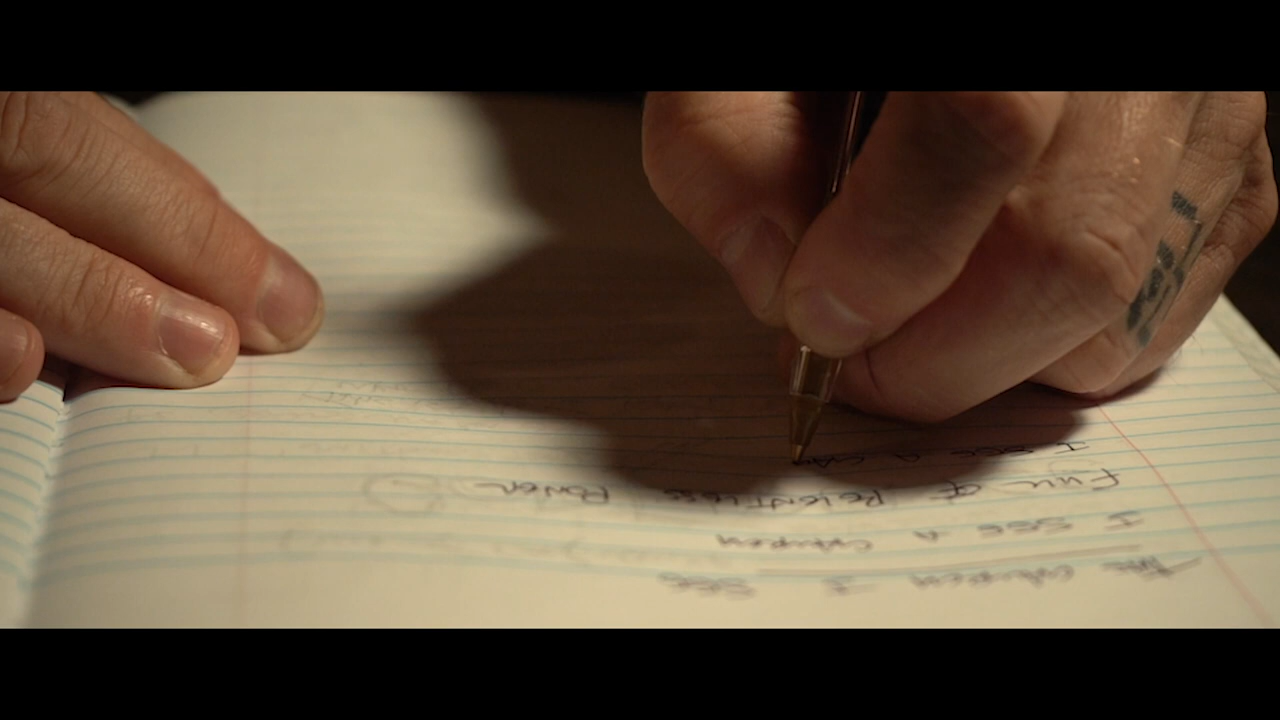 The Church I See
I see a church
Full of Relentless Power
I see a